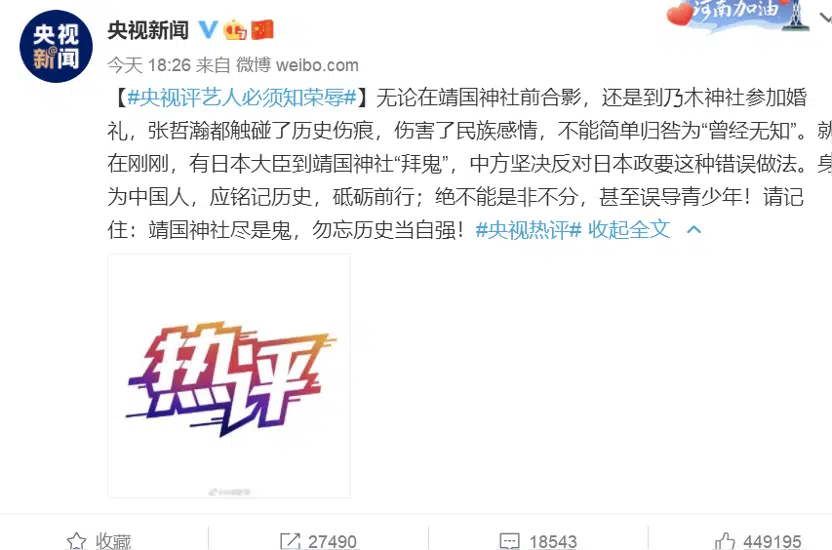 央视
新闻
央视新闻
河南加油
今天 18:26 来自 微博 weibo.com
【#央视评艺人必须知荣辱#】无论在靖国神社前合影，还是到乃木神社参加婚
礼，张哲瀚都触碰了历史伤痕，伤害了民族感情，不能简单归咎为“曾经无知”。就
在刚刚，有日本大臣到靖国神社“拜鬼”，中方坚决反对日本政要这种错误做法。身
为中国人，应铭记历史，砥砺前行；绝不能是非不分，甚至误导青少年！请记
住：靖国神社尽是鬼，勿忘历史当自强！#央视热评# 收起全文
热评
收藏
27490
18543
449195